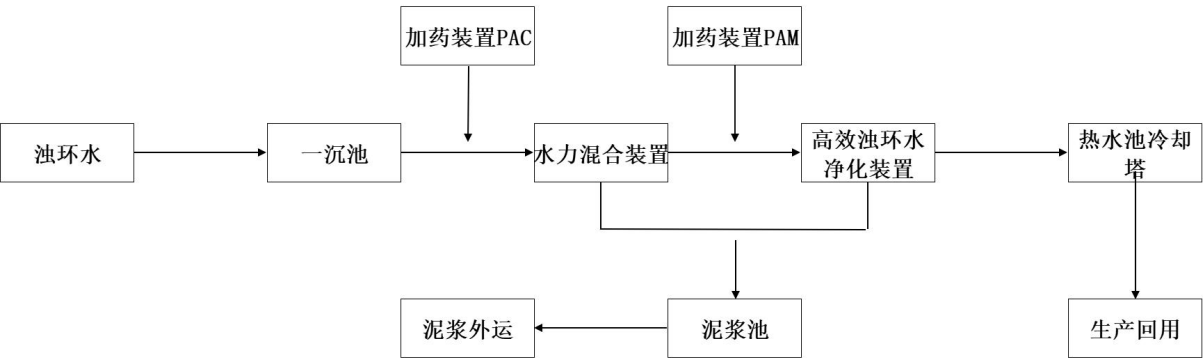 加药装置PAC
加药装置PAM
浊环水
一沉池
水力混合装置
高效浊环水
净化装置
热水池冷却
塔
泥浆外运
泥浆池
生产回用